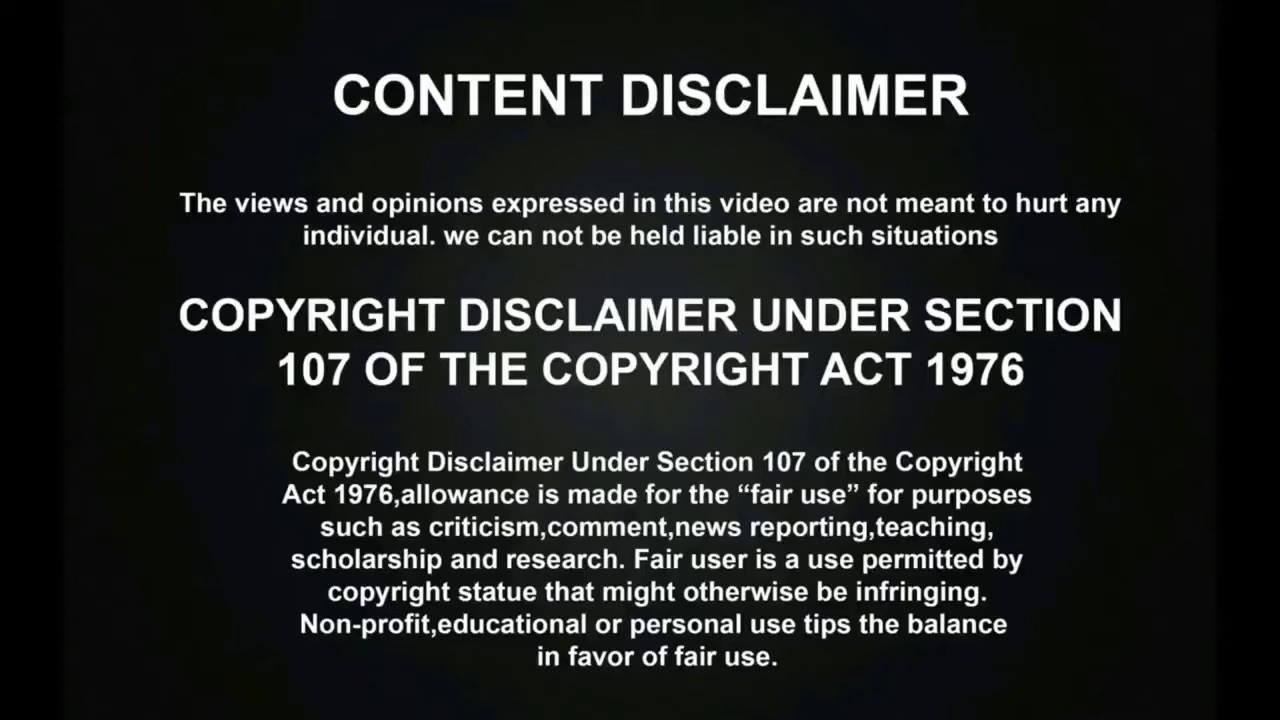 CONTENT DISCLAIMER
The views and opinions expressed in this video are not meant to hurt any
individual. we can not be held liable in such situations
COPYRIGHT DISCLAIMER UNDER SECTION
107 OF THE COPYRIGHT ACT 1976
Copyright Disclaimer Under Section 107 of the Copyright
Act 1976,allowance is made for the “fair use” for purposes
such as criticism,comment,news reporting,teaching,
scholarship and research. Fair user is a use permitted by
copyright statue that might otherwise be infringing.
Non-profit,educational or personal use tips the balance
in favor of fair use.